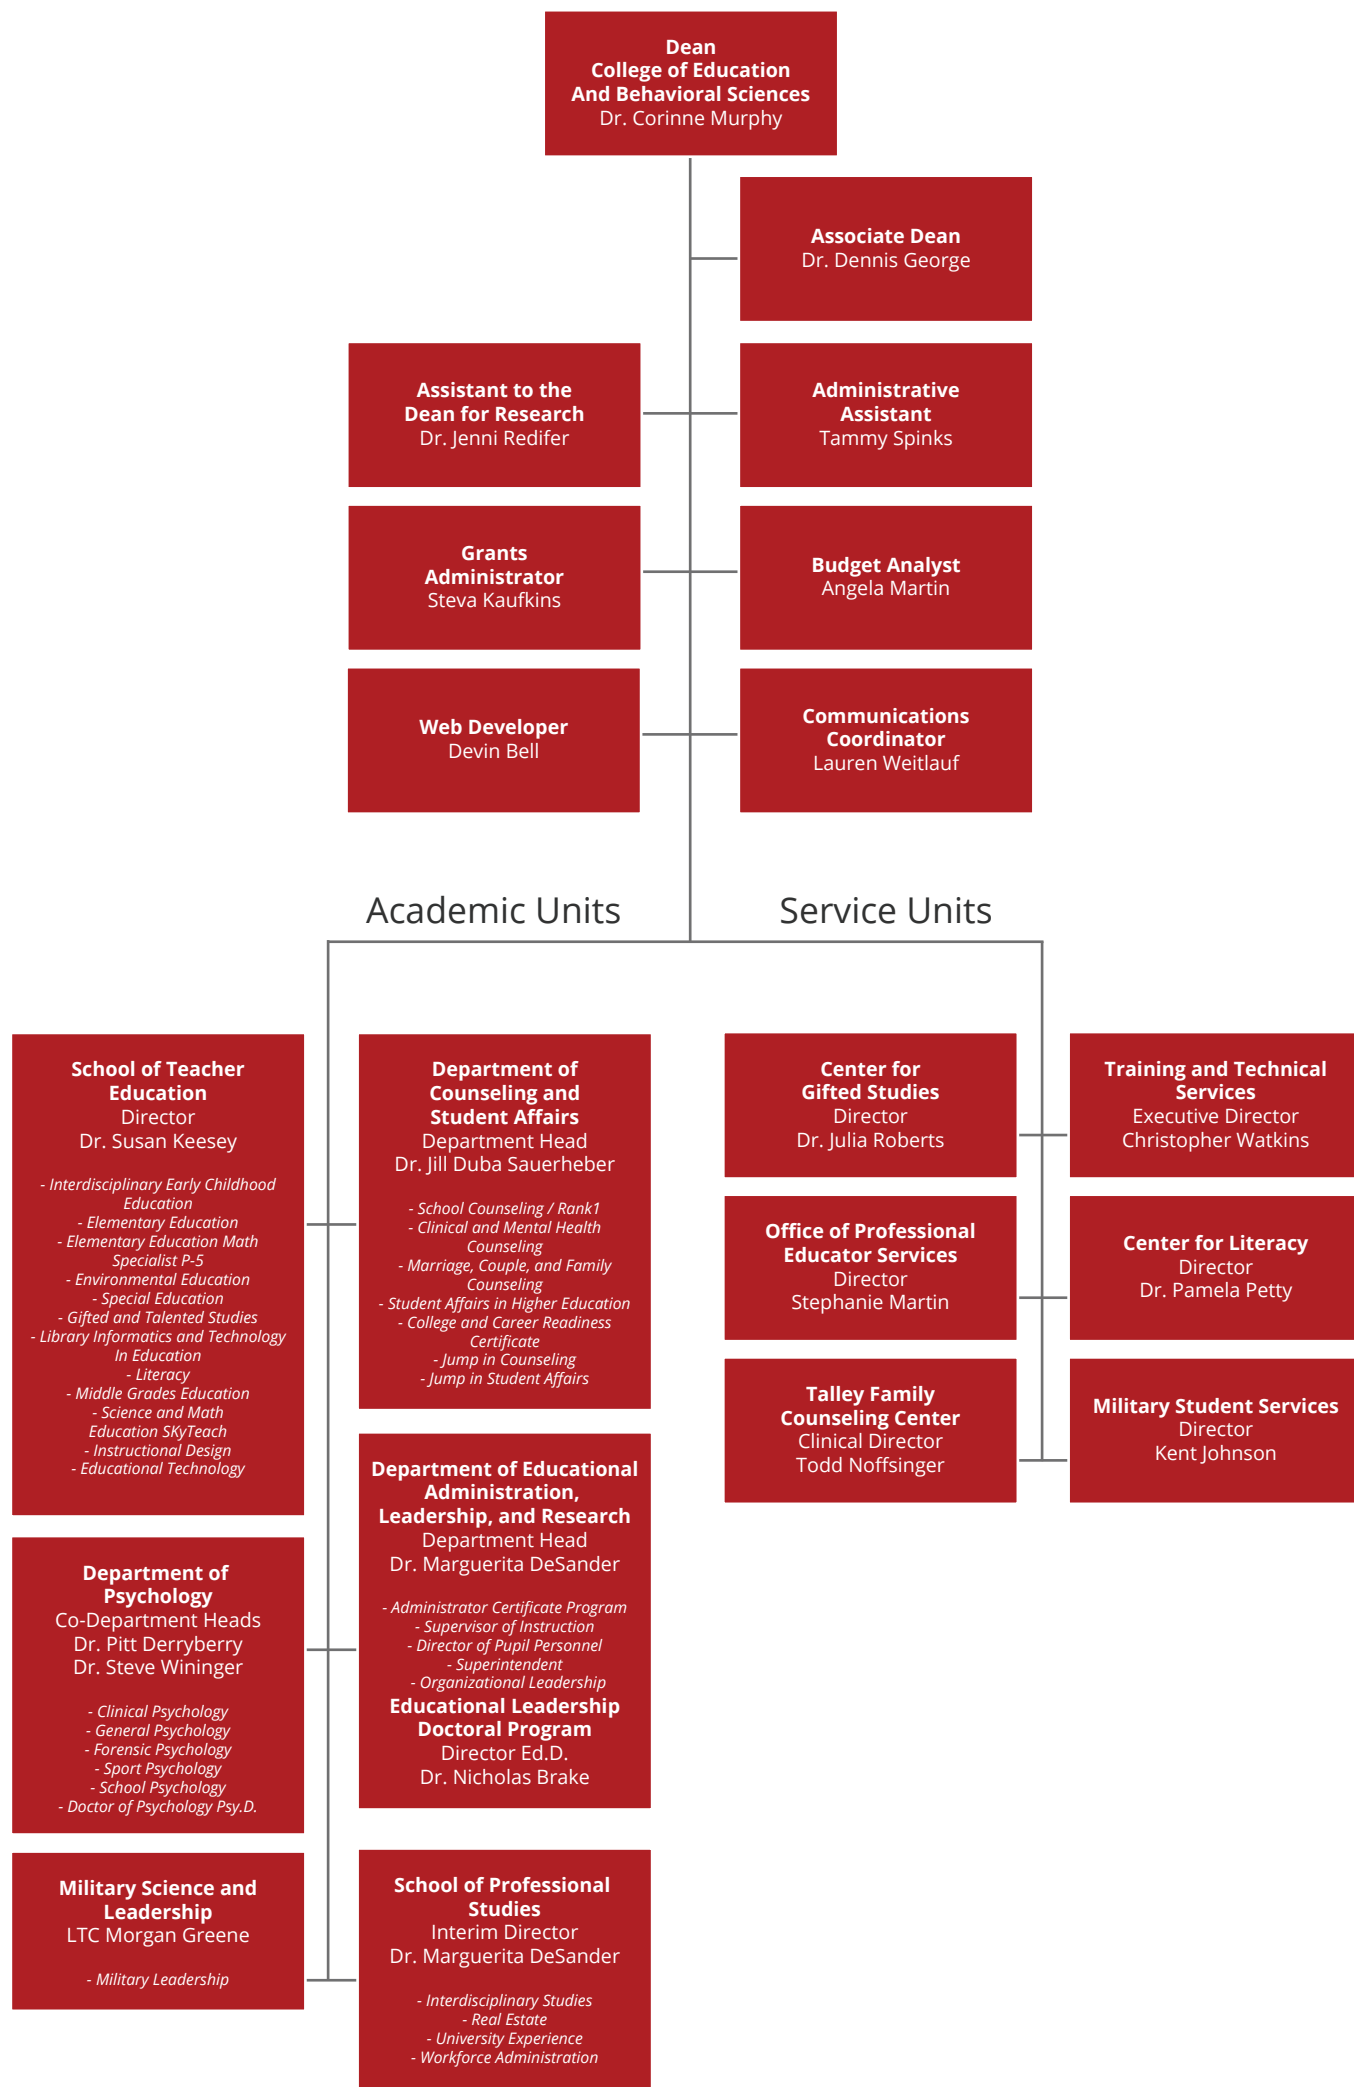 Dean
College of Education
And Behavioral Sciences
Dr. Corinne Murphy
Associate Dean
Dr. Dennis George
Assistant to the
Dean for Research
Dr. Jenni Redifer
Administrative
Assistant
Tammy Spinks
Grants
Administrator
Steva Kaufkins
Budget Analyst
Angela Martin
Web Developer
Devin Bell
Communications
Coordinator
Lauren Weitlauf
Academic Units
Service Units
School of Teacher
Education
Director
Dr. Susan Keesey
- Interdisciplinary Early Childhood
Education
- Elementary Education
- Elementary Education Math
Specialist P-5
- Environmental Education
- Special Education
- Gifted and Talented Studies
- Library Informatics and Technology
In Education
- Literacy
- Middle Grades Education
- Science and Math
Education SKyTeach
- Instructional Design
- Educational Technology
Department of
Counseling and
Student Affairs
Department Head
Dr. Jill Duba Sauerheber
- School Counseling / Rank1
- Clinical and Mental Health
Counseling
- Marriage, Couple, and Family
Counseling
- Student Affairs in Higher Education
- College and Career Readiness
Certificate
- Jump in Counseling
- Jump in Student Affairs
Department of
Psychology
Co-Department Heads
Dr. Pitt Derryberry
Dr. Steve Wininger
- Clinical Psychology
- General Psychology
- Forensic Psychology
- Sport Psychology
- School Psychology
- Doctor of Psychology Psy.D.
Department of Educational
Administration,
Leadership, and Research
Department Head
Dr. Marguerita DeSander
- Administrator Certificate Program
- Supervisor of Instruction
- Director of Pupil Personnel
- Superintendent
- Organizational Leadership
Educational Leadership
Doctoral Program
Director Ed.D.
Dr. Nicholas Brake
Military Science and
Leadership
LTC Morgan Greene
- Military Leadership
School of Professional
Studies
Interim Director
Dr. Marguerita DeSander
- Interdisciplinary Studies
- Real Estate
- University Experience
- Workforce Administration
Center for
Gifted Studies
Director
Dr. Julia Roberts
Training and Technical
Services
Executive Director
Christopher Watkins
Office of Professional
Educator Services
Director
Stephanie Martin
Center for Literacy
Director
Dr. Pamela Petty
Talley Family
Counseling Center
Clinical Director
Todd Noffsinger
Military Student Services
Director
Kent Johnson